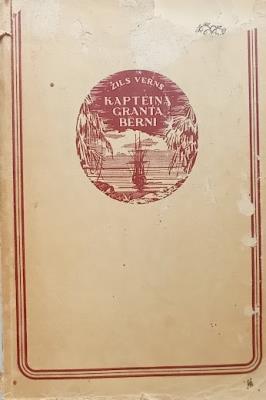 ŽILS VERNS
KAPTEIŅA
GRANTA
BĒRNI